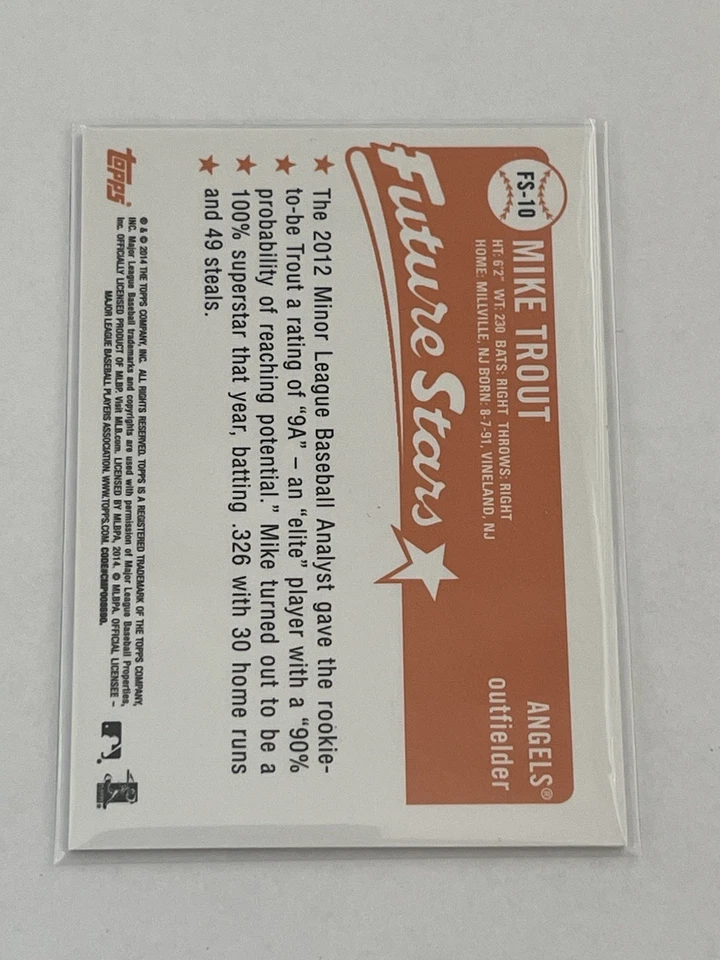 FS-10
MIKE TROUT
ANGELS®
outfielder
HT: 6'2" WT: 230 BATS: RIGHT THROWS: RIGHT
HOME: MILLVILLE, NJ BORN: 8-7-91, VINELAND, NJ
Future Stars
The 2012 Minor League Baseball Analyst gave the rookie-
to-be Trout a rating of "9A" – an "elite" player with a "90%
probability of reaching potential." Mike turned out to be a
100% superstar that year, batting .326 with 30 home runs
and 49 steals.
topps
® & © 2014 THE TOPPS COMPANY, INC. ALL RIGHTS RESERVED. TOPPS IS A REGISTERED TRADEMARK OF THE TOPPS COMPANY,
INC. Major League Baseball trademarks and copyrights are used with permission of Major League Baseball Properties,
Inc. OFFICIALLY LICENSED PRODUCT OF MLBP. Visit MLB.com. LICENSED BY MLBPA, 2014. © MLBPA. OFFICIAL LICENSEE –
MAJOR LEAGUE BASEBALL PLAYERS ASSOCIATION. WWW.TOPPS.COM. CODE#CMP008690.